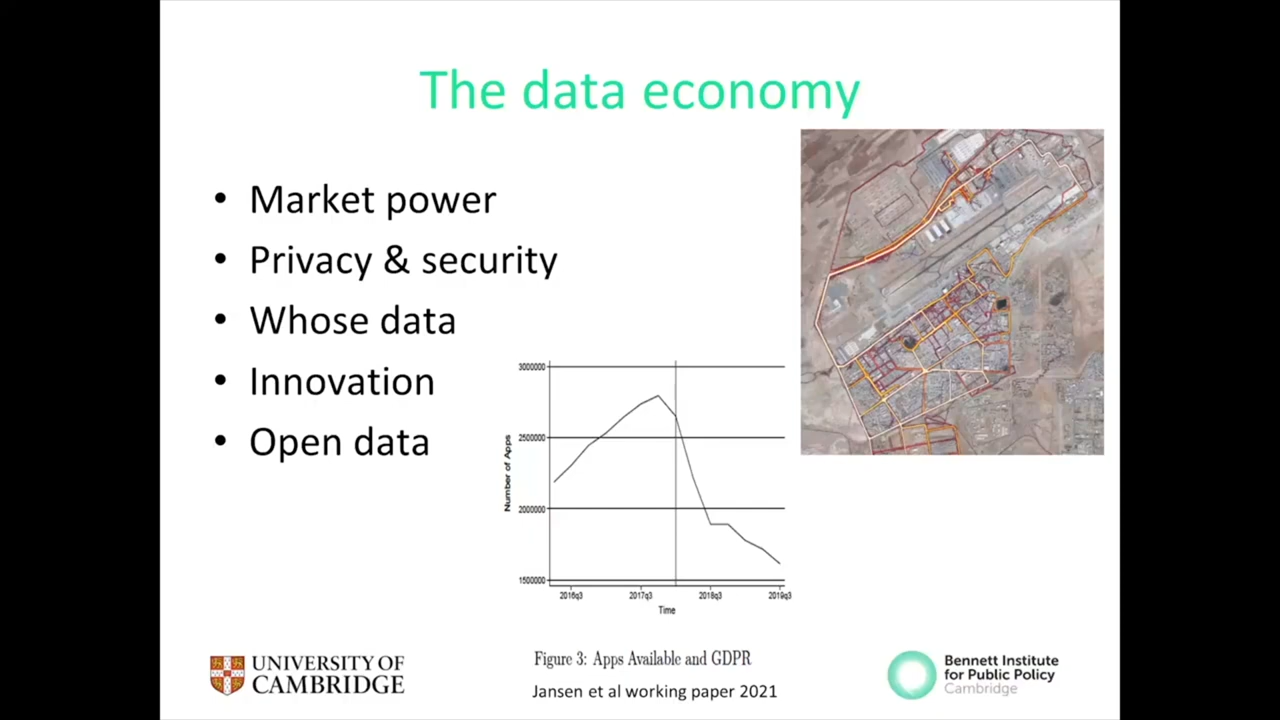 The data economy
• Market power
• Privacy & security
• Whose data
• Innovation
• Open data
3000000
2500000
2000000
1500000
Number of Apps
2016q3 2017q3 2018q3 2019q3
Time
Figure 3: Apps Available and GDPR
Jansen et al working paper 2021
UNIVERSITY OF
CAMBRIDGE
Bennett Institute
for Public Policy
Cambridge